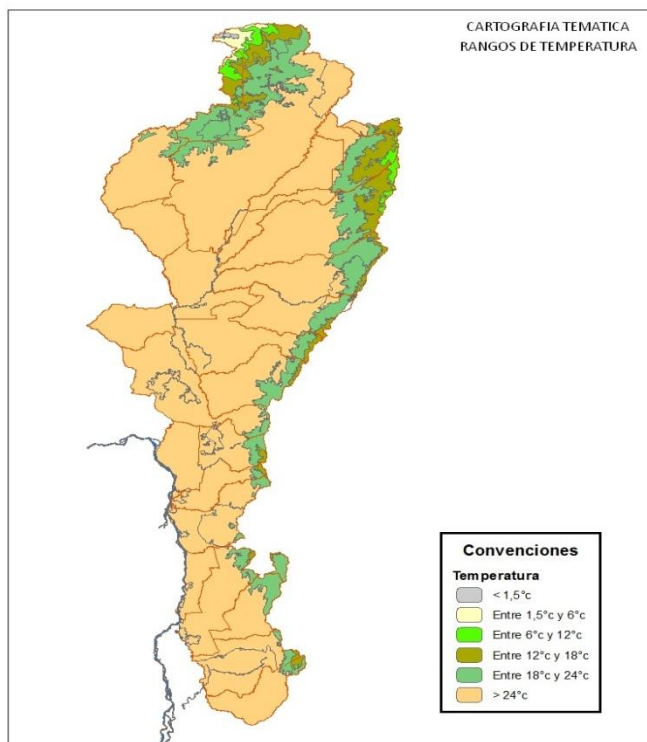 CARTOGRAFIA TEMATICA
RANGOS DE TEMPERATURA
Convenciones
Temperatura
< 1,5°c
Entre 1,5°c y 6°c
Entre 6°c y 12°c
Entre 12°c y 18°c
Entre 18°c y 24°c
> 24°c